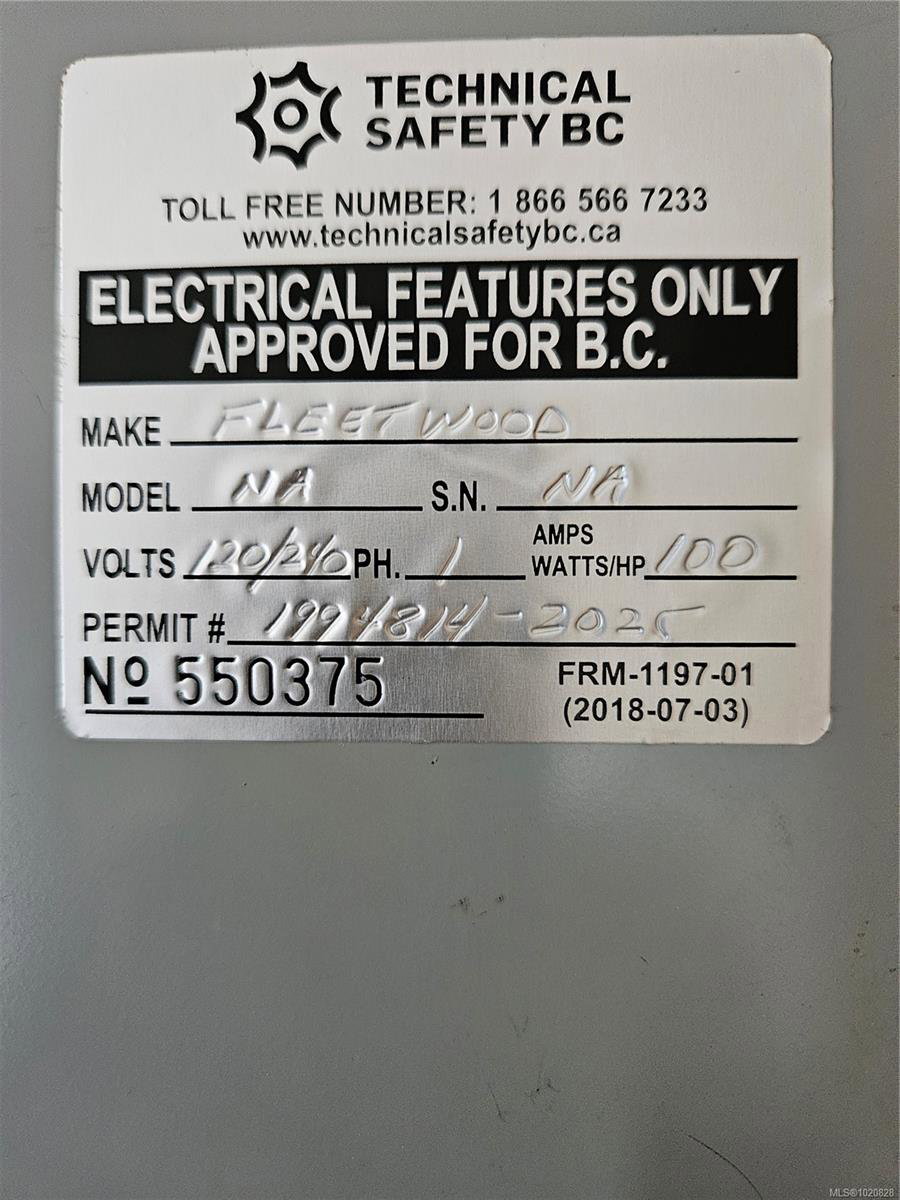 TECHNICAL
SAFETY BC
TOLL FREE NUMBER: 1 866 566 7233
www.technicalsafetybc.ca
ELECTRICAL FEATURES ONLY
APPROVED FOR B.C.
MAKE FLEETWOOD
MODEL NA S.N. NA
VOLTS 120/240 PH. 1 AMPS WATTS/HP 100
PERMIT # 1994814-2025
Nº 550375 FRM-1197-01
(2018-07-03)
MLS®1020828